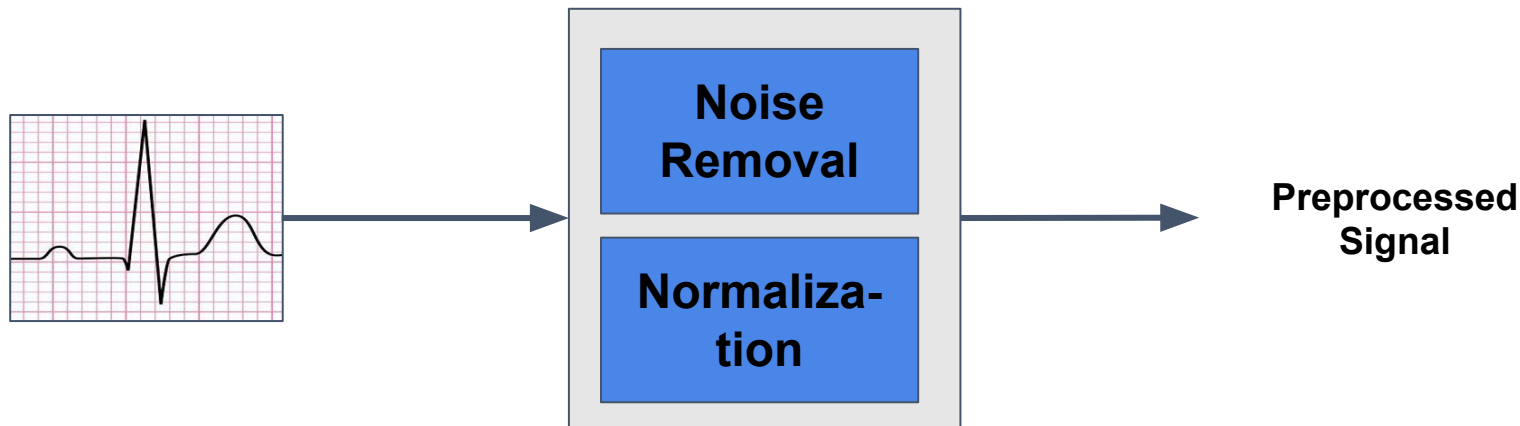 Noise
Removal
Normaliza-
tion
Preprocessed
Signal